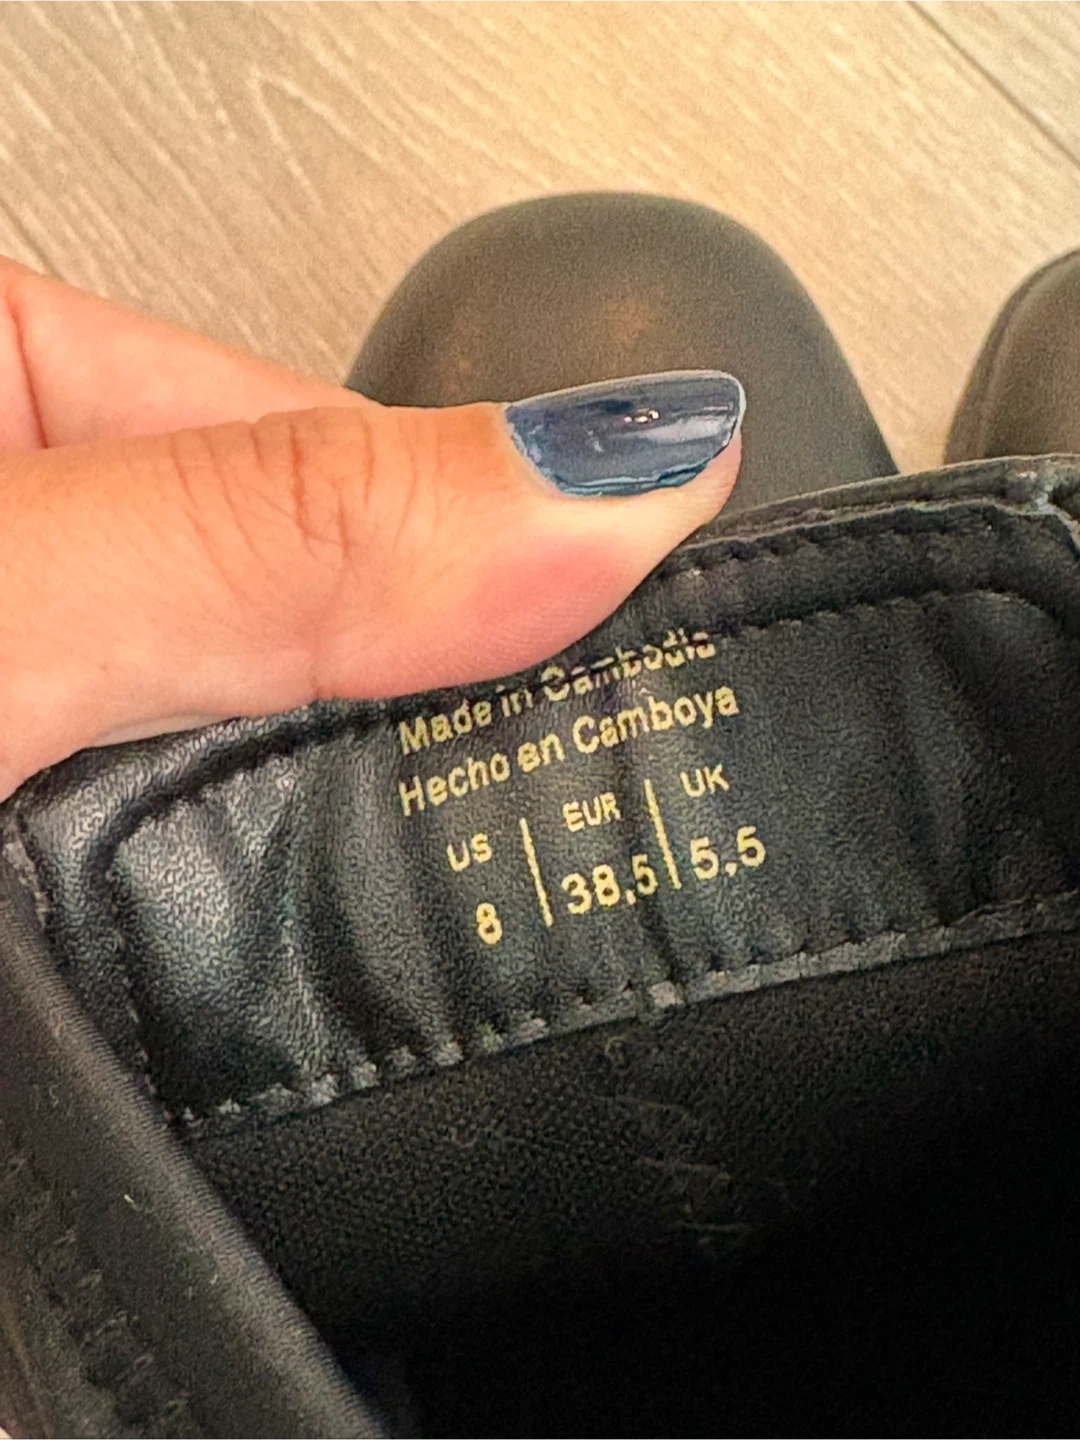 Made in Cambodia
Hecho en Camboya
US | EUR | UK
8 | 38,5 | 5,5